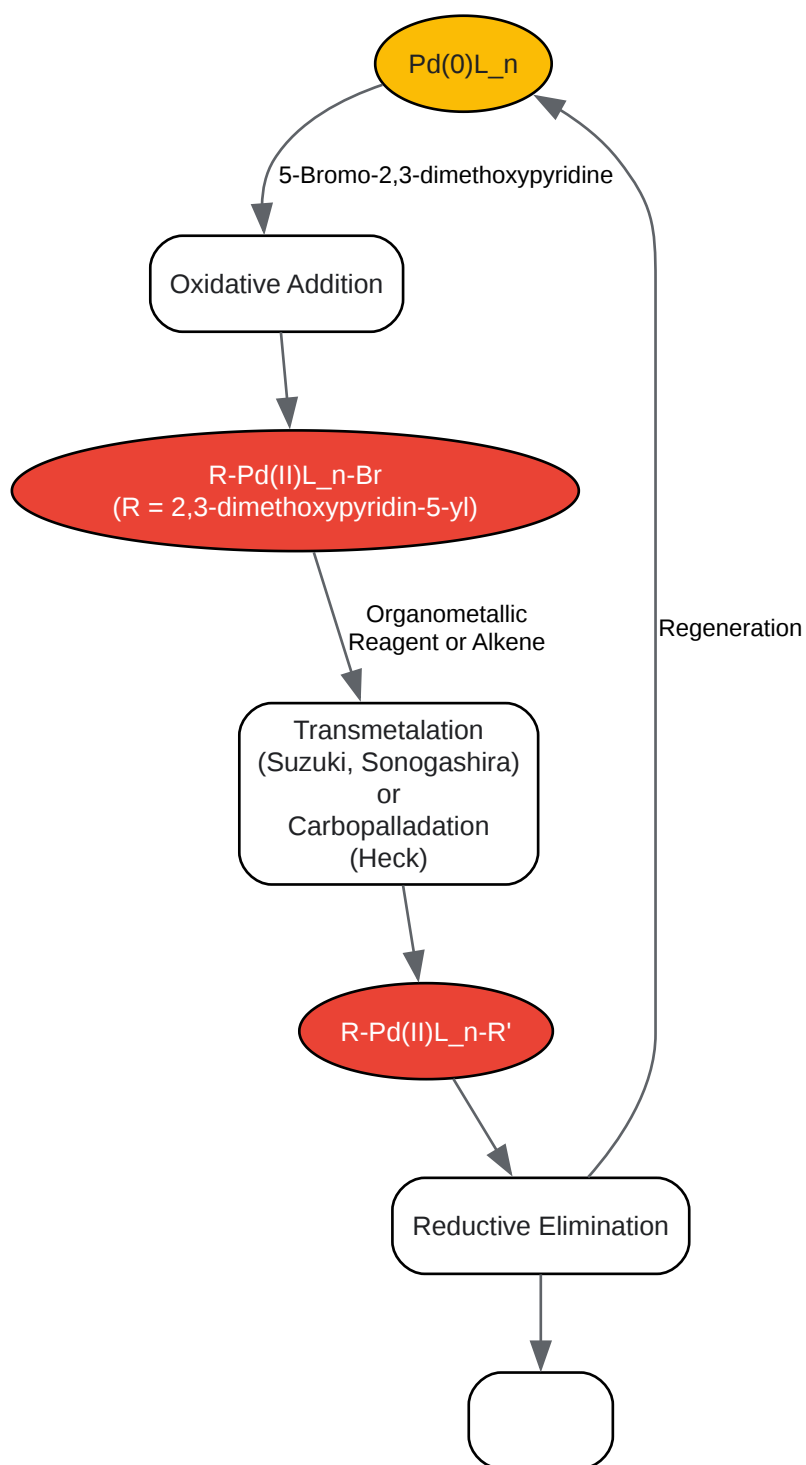 Pd(0)L_n
5-Bromo-2,3-dimethoxypyridine
Oxidative Addition
R-Pd(II)L_n-Br
(R = 2,3-dimethoxypyridin-5-yl)
Organometallic
Reagent or Alkene
Regeneration
Transmetalation
(Suzuki, Sonogashira)
or
Carbopalladation
(Heck)
R-Pd(II)L_n-R'
Reductive Elimination